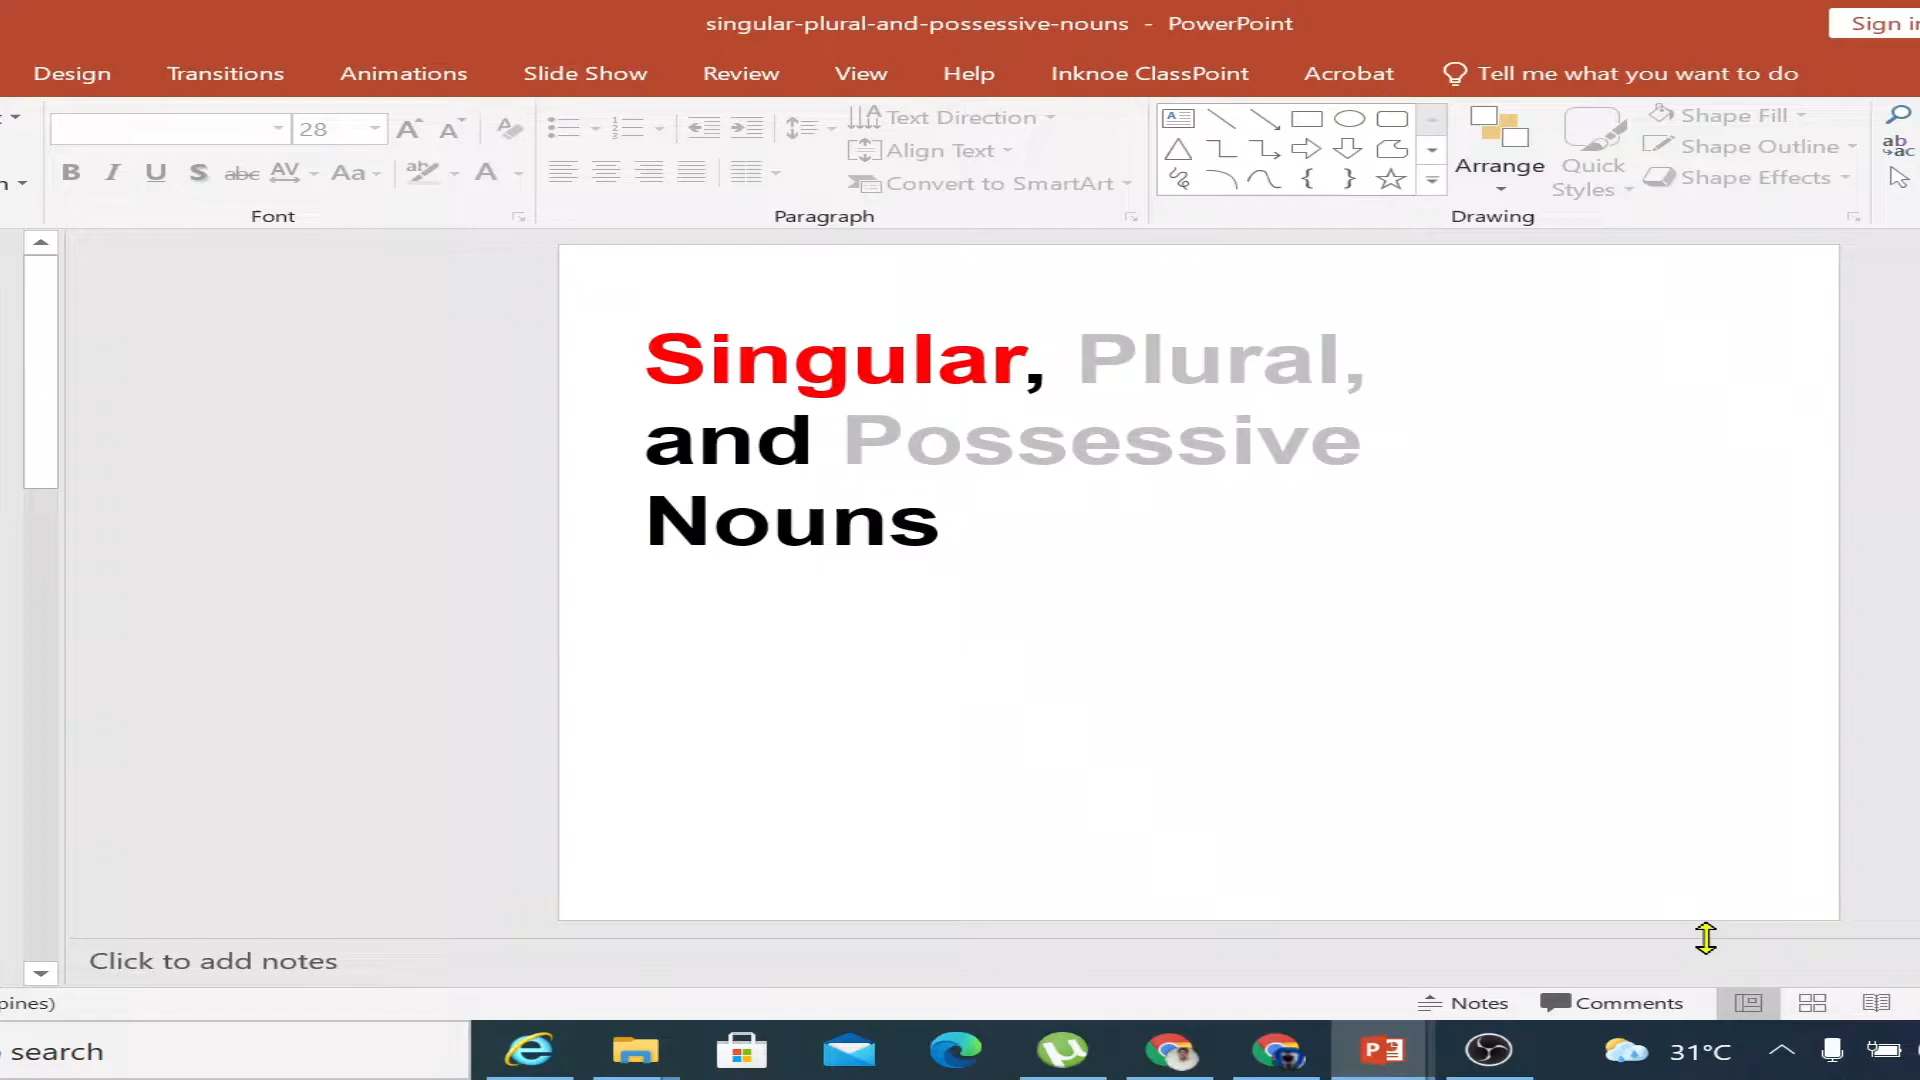 singular-plural-and-possessive-nouns - PowerPoint
Sign i
Design Transitions Animations Slide Show Review View Help Inknoe ClassPoint Acrobat Tell me what you want to do
28
Text Direction
Align Text
Convert to SmartArt
Arrange
Quick
Styles
Shape Fill
Shape Outline
Shape Effects
Font
Paragraph
Drawing
Singular, Plural,
and Possessive
Nouns
Click to add notes
pines)
Notes Comments
search
31°C